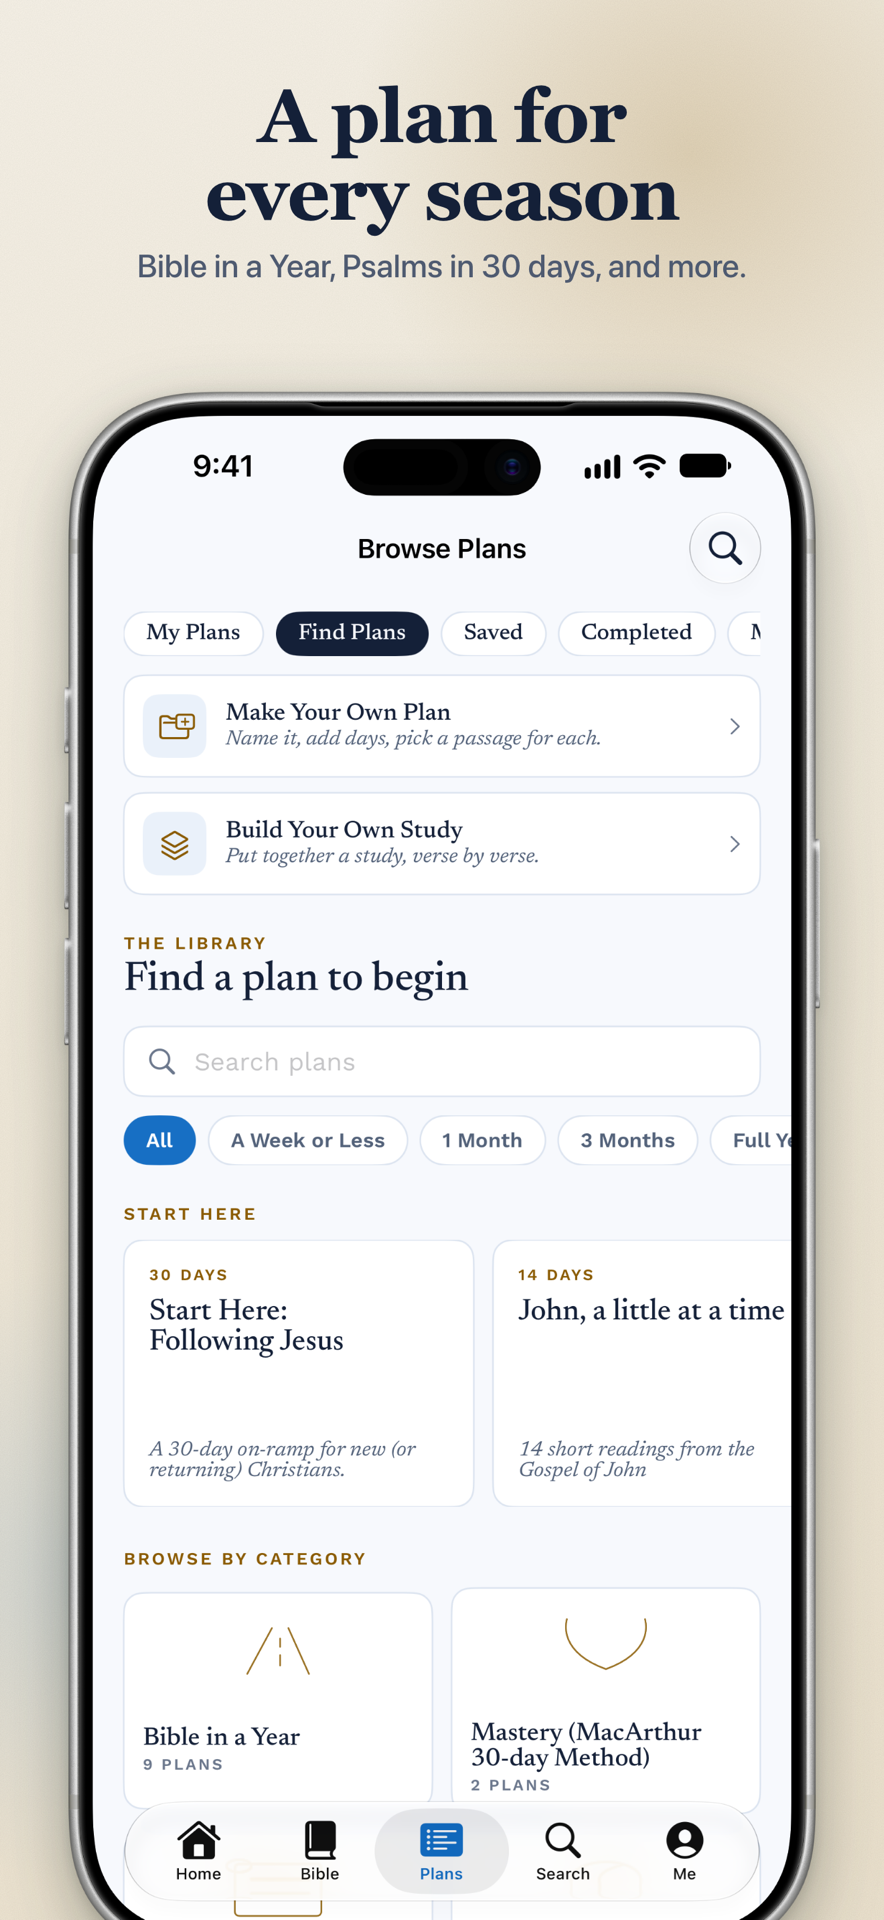 A plan for
every season
Bible in a Year, Psalms in 30 days, and more.
9:41
Browse Plans
My Plans
Find Plans
Saved
Completed
Make Your Own Plan
Name it, add days, pick a passage for each.
Build Your Own Study
Put together a study, verse by verse.
THE LIBRARY
Find a plan to begin
Search plans
All
A Week or Less
1 Month
3 Months
Full Ye
START HERE
30 DAYS
Start Here:
Following Jesus
A 30-day on-ramp for new (or
returning) Christians.
14 DAYS
John, a little at a time
14 short readings from the
Gospel of John
BROWSE BY CATEGORY
Bible in a Year
9 PLANS
Mastery (MacArthur
30-day Method)
2 PLANS
Home
Bible
Plans
Search
Me